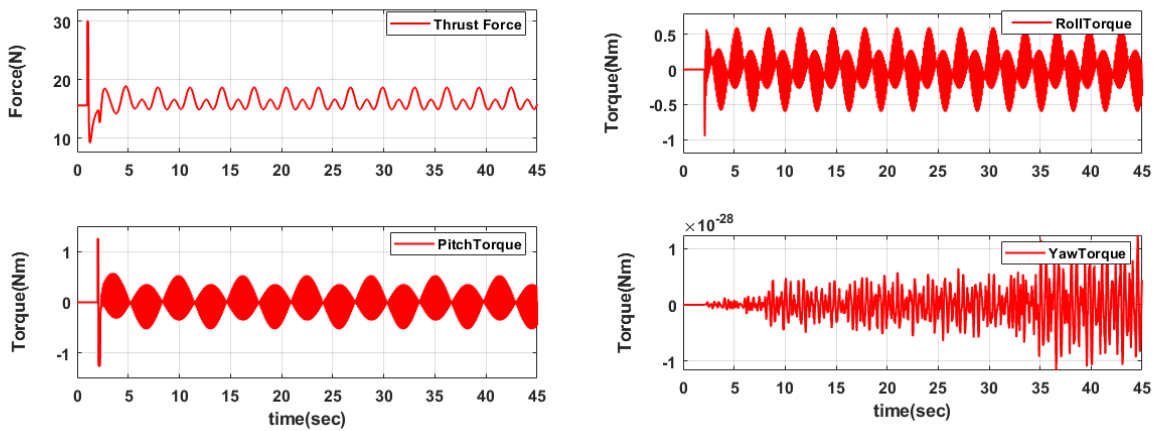 Thrust Force
Force(N)
30
20
10
0 5 10 15 20 25 30 35 40 45
RollTorque
Torque(Nm)
0.5
0
-0.5
-1
0 5 10 15 20 25 30 35 40 45
PitchTorque
Torque(Nm)
1
0
-1
0 5 10 15 20 25 30 35 40 45
time(sec)
×10-28
YawTorque
Torque(Nm)
1
0
-1
0 5 10 15 20 25 30 35 40 45
time(sec)